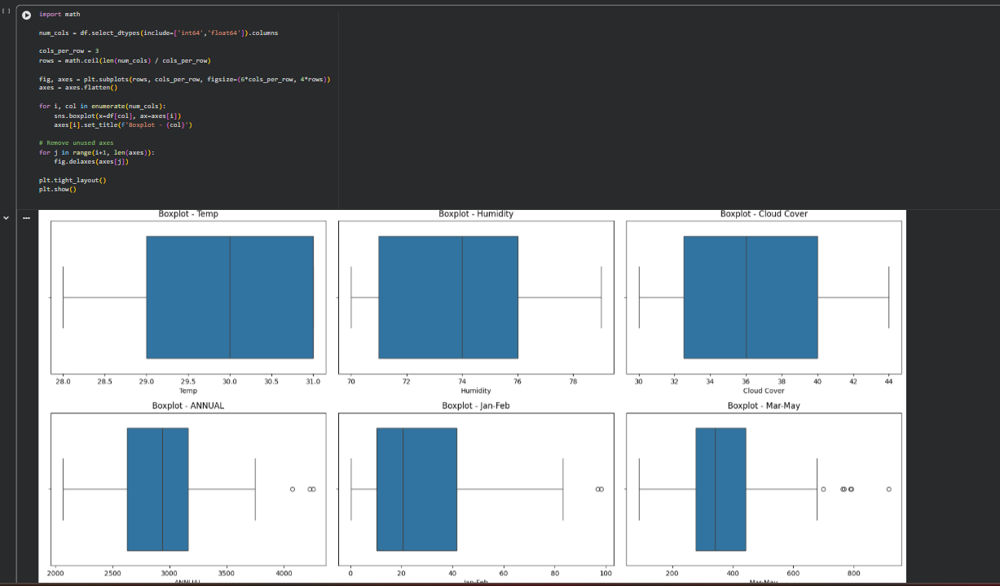 [ ]
import math
num_cols = df.select_dtypes(include=['int64','float64']).columns
cols_per_row = 3
rows = math.ceil(len(num_cols) / cols_per_row)
fig, axes = plt.subplots(rows, cols_per_row, figsize=(6*cols_per_row, 4*rows))
axes = axes.flatten()
for i, col in enumerate(num_cols):
    sns.boxplot(x=df[col], ax=axes[i])
    axes[i].set_title(f'Boxplot - {col}')
# Remove unused axes
for j in range(i+1, len(axes)):
    fig.delaxes(axes[j])
plt.tight_layout()
plt.show()
Boxplot - Temp
28.0 28.5 29.0 29.5 30.0 30.5 31.0
Temp
Boxplot - Humidity
70 72 74 76 78
Humidity
Boxplot - Cloud Cover
30 32 34 36 38 40 42 44
Cloud Cover
Boxplot - ANNUAL
2000 2500 3000 3500 4000
ANNUAL
Boxplot - Jan-Feb
0 20 40 60 80 100
Jan-Feb
Boxplot - Mar-May
200 400 600 800
Mar-May